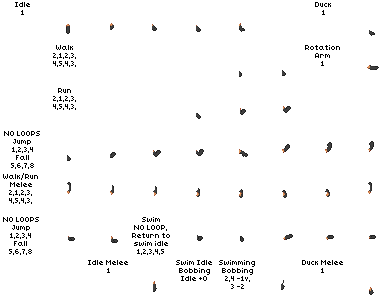 Idle
1
Duck
1
Walk
2,1,2,3,
4,5,4,3,
Rotation
Arm
1
Run
2,1,2,3,
4,5,4,3,
NO LOOPS
Jump
1,2,3,4
Fall
5,6,7,8
Walk/Run
Melee
2,1,2,3,
4,5,4,3,
NO LOOPS
Jump
1,2,3,4
Fall
5,6,7,8
Swim
NO LOOP,
Return to
swim idle
1,2,3,4,5
Idle Melee
1
Swim Idle
Bobbing
Idle +0
Swimming
Bobbing
2,4 -1v,
3 -2
Duck Melee
1